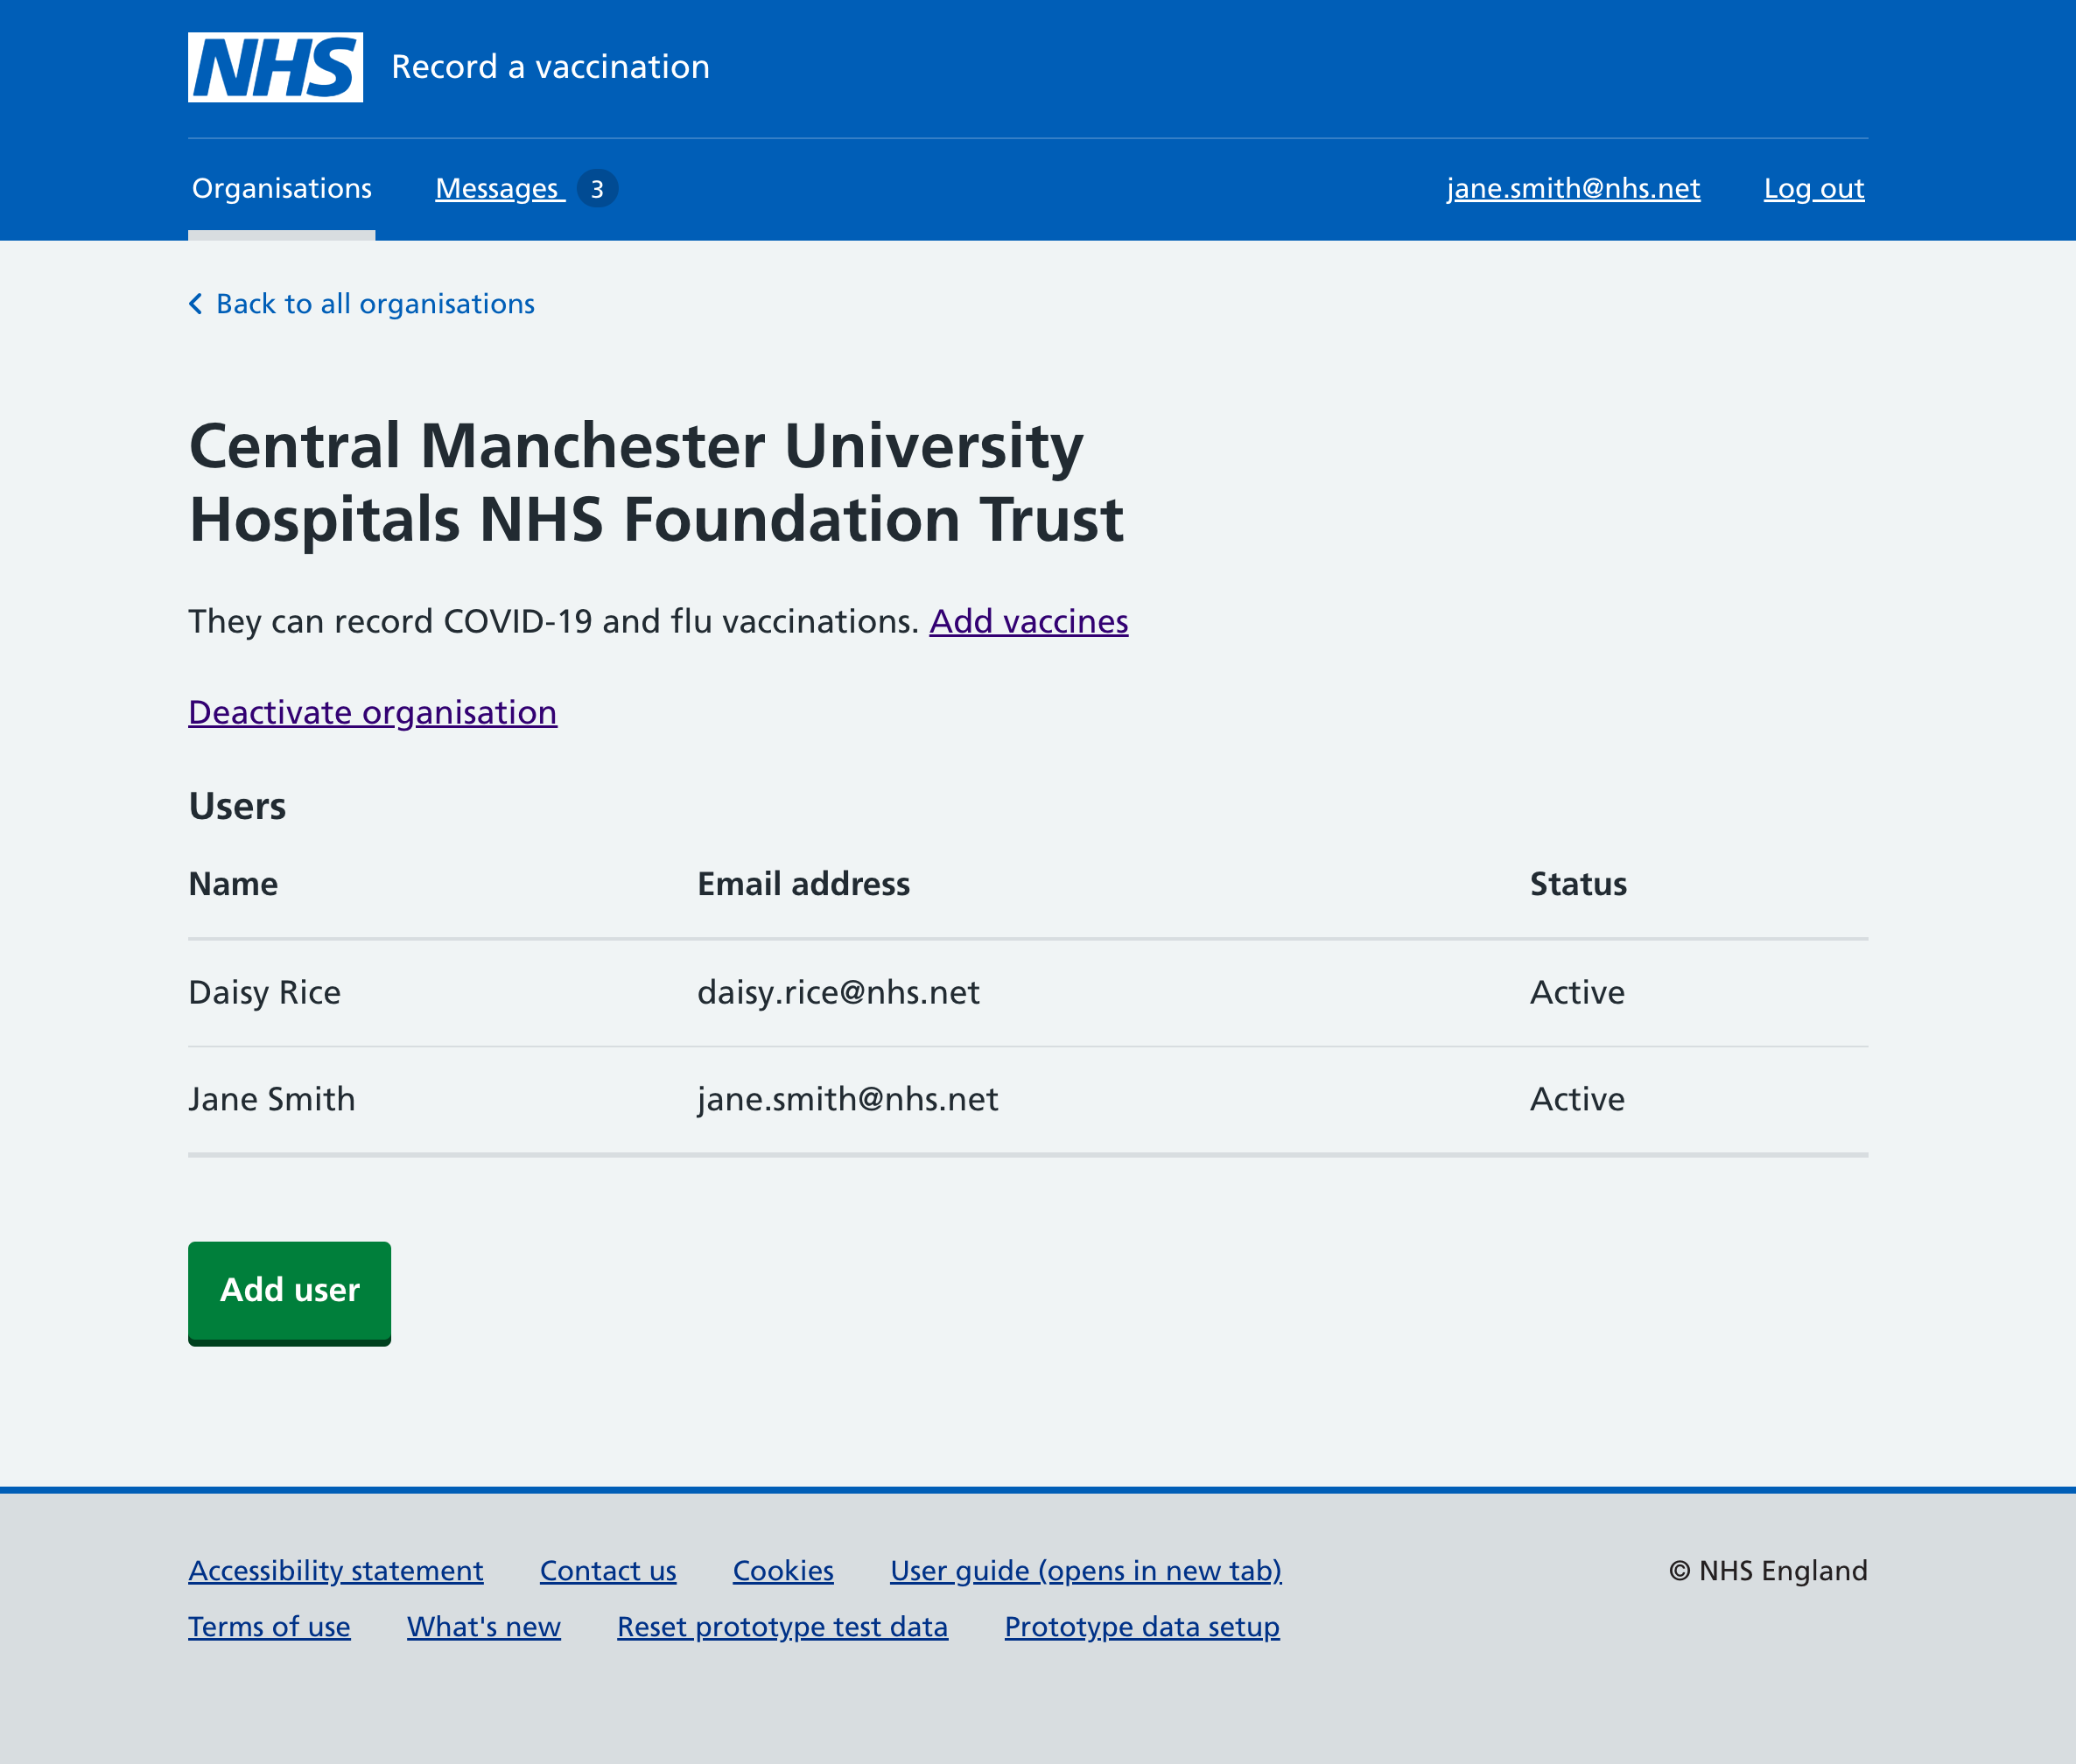 NHS Record a vaccination
Organisations Messages 3 jane.smith@nhs.net Log out
Back to all organisations
Central Manchester University
Hospitals NHS Foundation Trust
They can record COVID-19 and flu vaccinations. Add vaccines
Deactivate organisation
Users
Name Email address Status
Daisy Rice daisy.rice@nhs.net Active
Jane Smith jane.smith@nhs.net Active
Add user
Accessibility statement Contact us Cookies User guide (opens in new tab) © NHS England
Terms of use What's new Reset prototype test data Prototype data setup